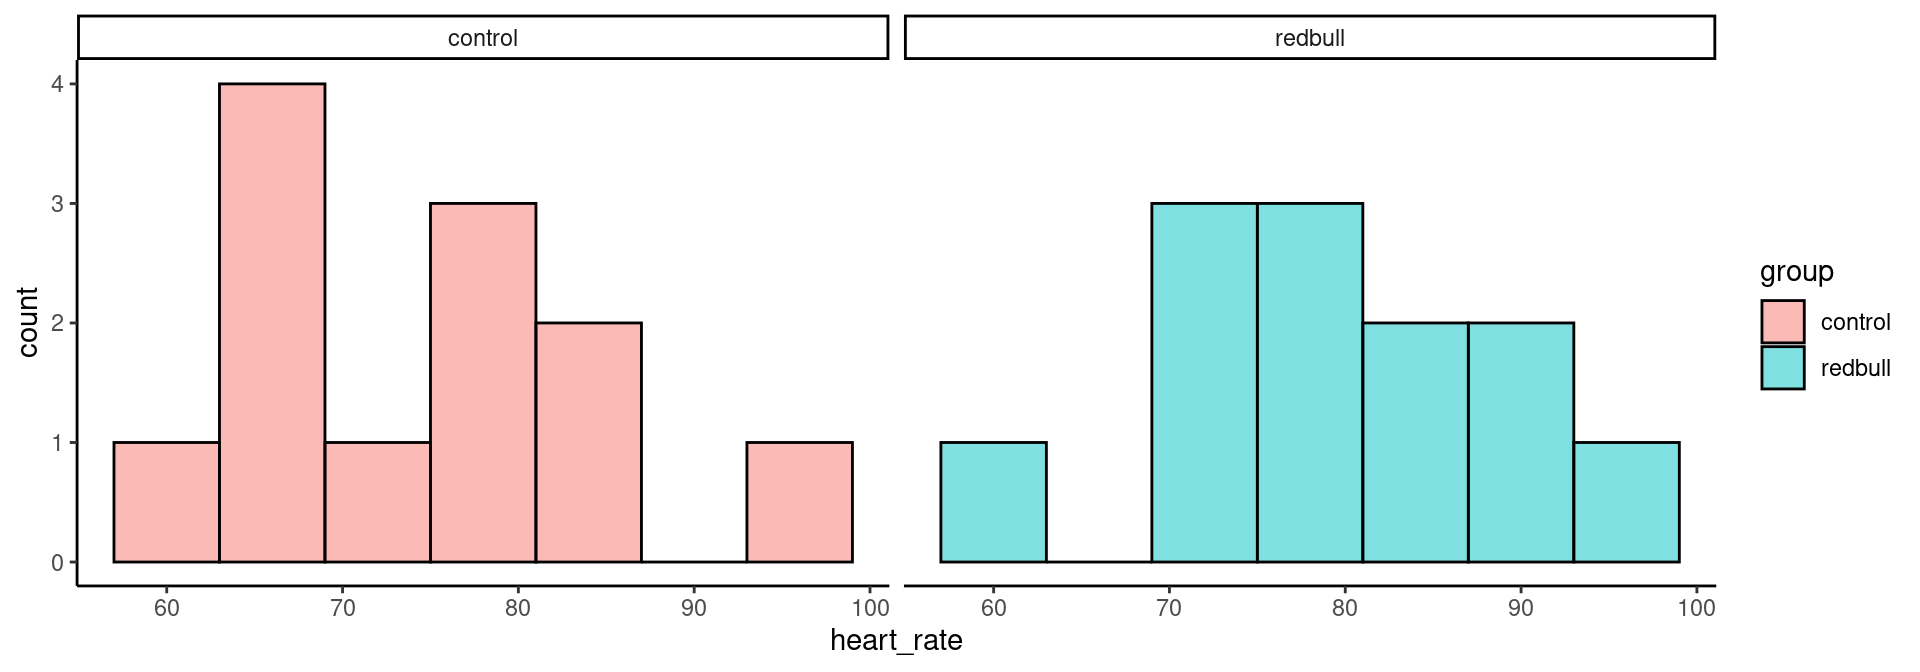 control
redbull
4
3
2
1
0
count
60 70 80 90 100
60 70 80 90 100
heart_rate
group
control
redbull